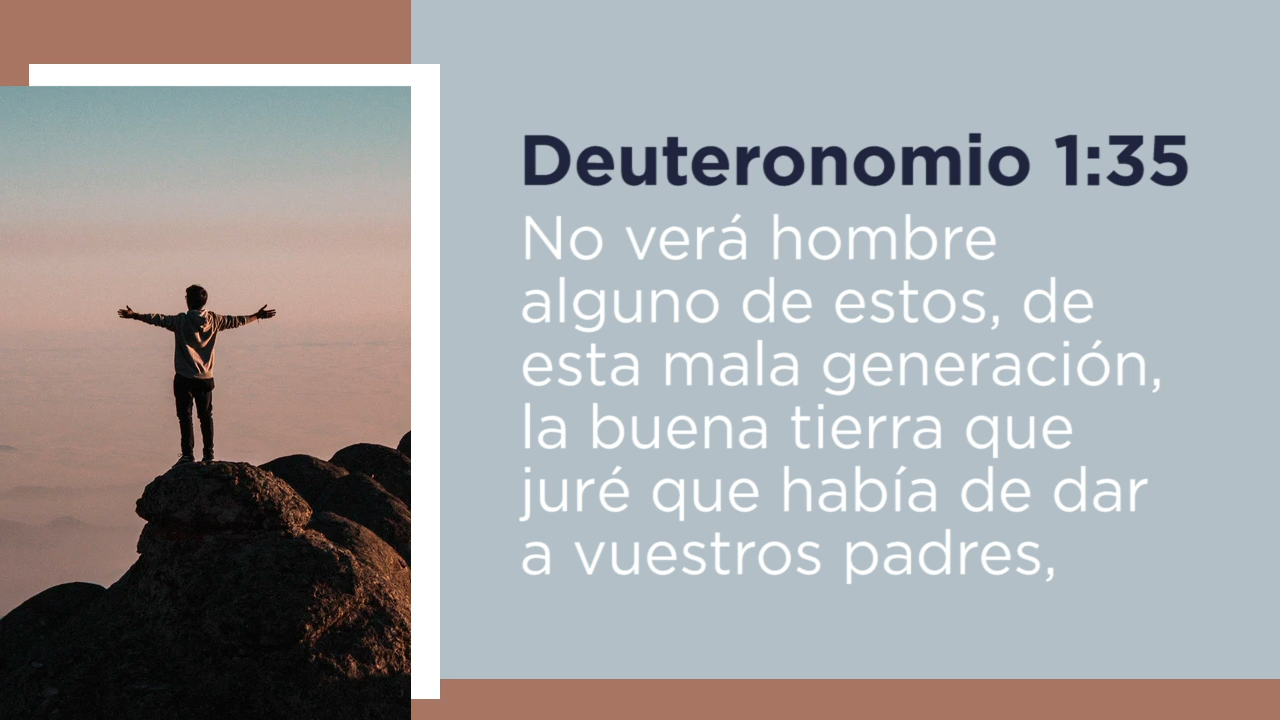 Deuteronomio 1:35
No verá hombre
alguno de estos, de
esta mala generación,
la buena tierra que
juré que había de dar
a vuestros padres,